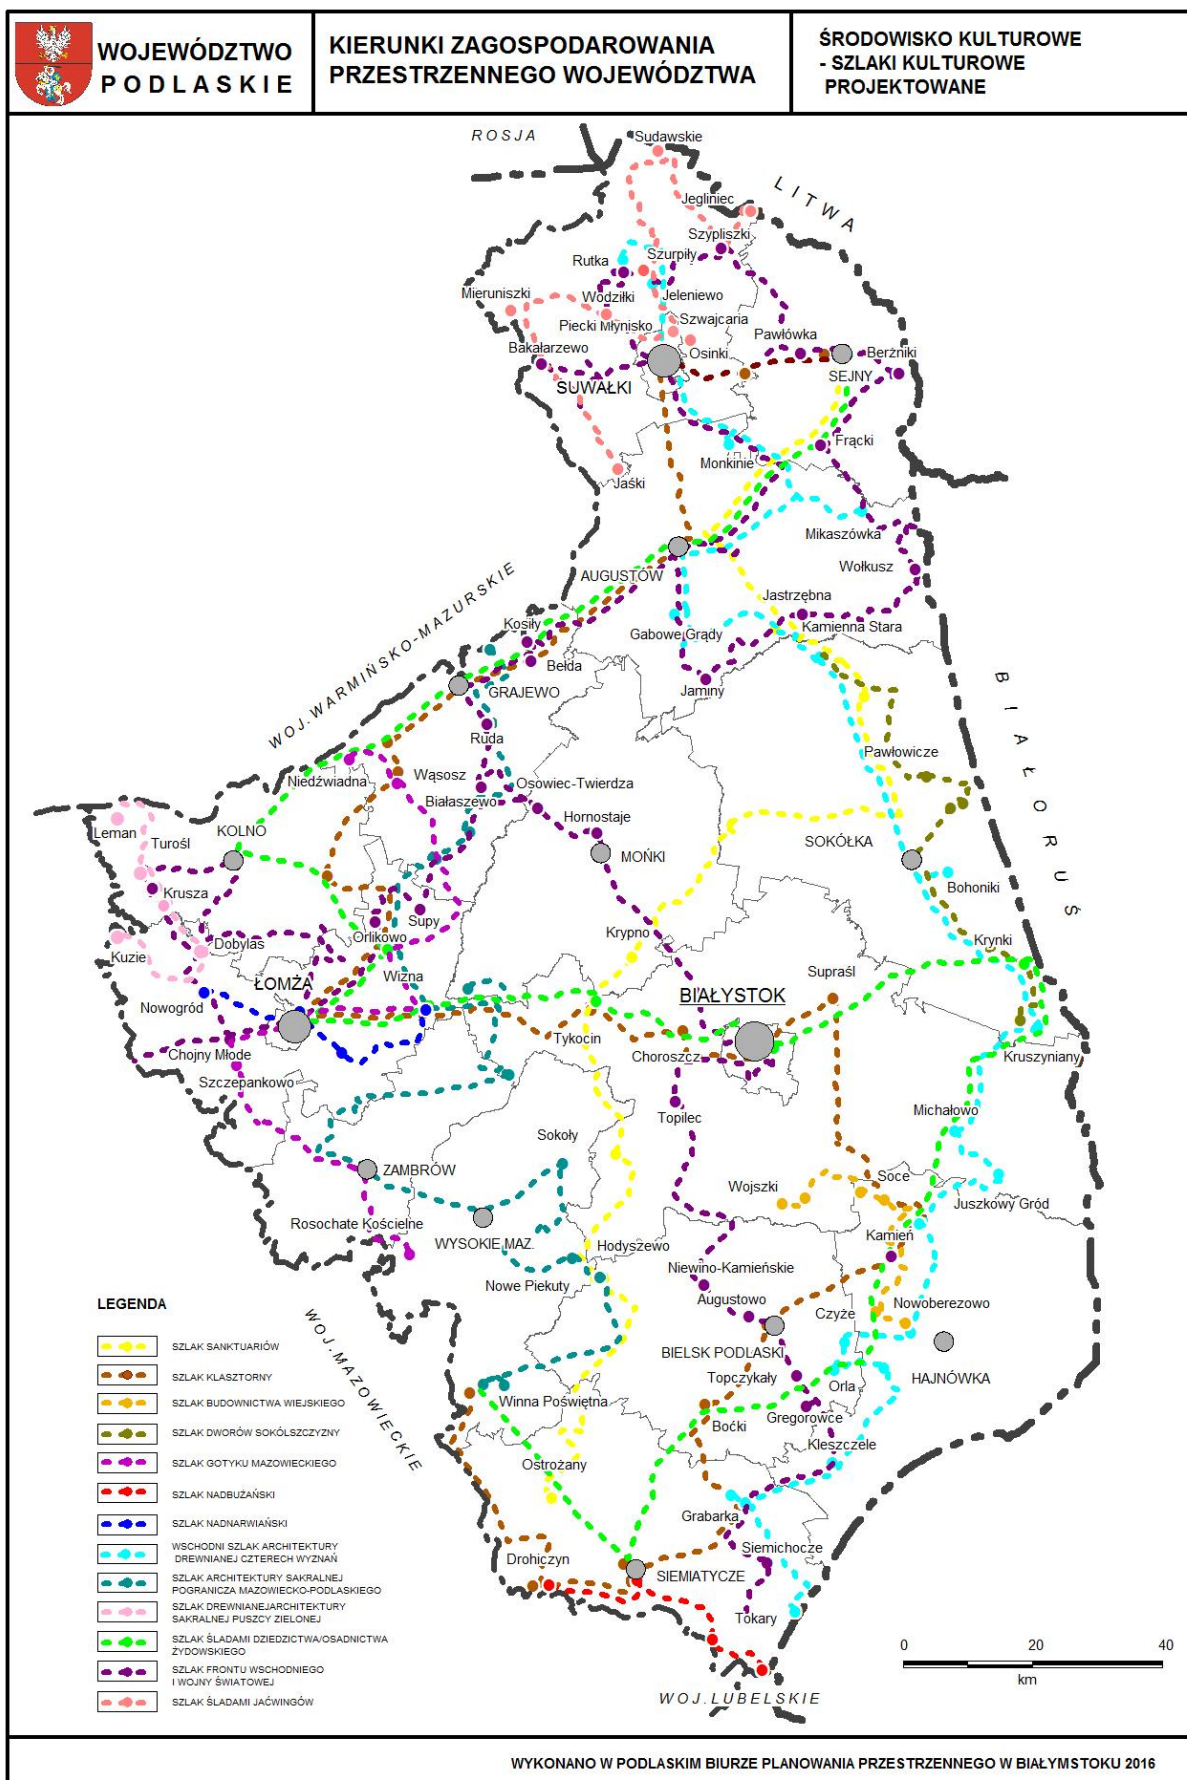 WOJEWÓDZTWO
PODLASKIE
KIERUNKI ZAGOSPODAROWANIA
PRZESTRZENNEGO WOJEWÓDZTWA
ŚRODOWISKO KULTUROWE
- SZLAKI KULTUROWE
PROJEKTOWANE
ROSJA
Sudawskie
LITWA
Jegliniec
Szypliszki
Szurpiły
Rutka
Wodziłki
Jeleniewo
Mieruniszki
Piecki Młynisko
Szwajcaria
Pawłówka
Bakałarzewo
Osinki
Berżniki
SUWAŁKI
SEJNY
Frącki
Monkinie
Jaśki
Mikaszówka
Wołkusz
AUGUSTÓW
Jastrzębna
Kosiły
Gabowe Grądy
Kamienna Stara
WOJ.WARMIŃSKO-MAZURSKIE
Bełda
BIAŁORUŚ
GRAJEWO
Jaminy
Ruda
Pawłowicze
Niedźwiadna
Wąsosz
Osowiec-Twierdza
Białaszewo
Hornostaje
Leman
KOLNO
Turośl
SOKÓŁKA
MOŃKI
Bohoniki
Krusza
Supy
Krypno
Orlikowo
Dobylas
Krynki
Kuzie
Supraśl
ŁOMŻA
Wizna
BIAŁYSTOK
Nowogród
Tykocin
Chojny Młode
Choroszcz
Kruszyniany
Szczepankowo
Topilec
Michałowo
Sokoły
ZAMBRÓW
Soce
Wojszki
Juszkowy Gród
Rosochate Kościelne
Kamień
WYSOKIE MAZ.
Hodyszewo
Niewino-Kamieńskie
Nowe Piekuty
Augustowo
Czyże
Nowoberezowo
WOJ.MAZOWIECKIE
BIELSK PODLASKI
Topczykały
HAJNÓWKA
Orla
Winna Poświętna
Boćki
Gregorowce
Kleszczele
Ostrożany
Grabarka
Siemichocze
Drohiczyn
SIEMIATYCZE
Tokary
WOJ.LUBELSKIE
0 20 40
km
LEGENDA
SZLAK SANKTUARIÓW
SZLAK KLASZTORNY
SZLAK BUDOWNICTWA WIEJSKIEGO
SZLAK DWORÓW SOKÓLSZCZYZNY
SZLAK GOTYKU MAZOWIECKIEGO
SZLAK NADBUŻAŃSKI
SZLAK NADNARWIAŃSKI
WSCHODNI SZLAK ARCHITEKTURY
DREWNIANEJ CZTERECH WYZNAŃ
SZLAK ARCHITEKTURY SAKRALNEJ
POGRANICZA MAZOWIECKO-PODLASKIEGO
SZLAK DREWNIANEJARCHITEKTURY
SAKRALNEJ PUSZCY ZIELONEJ
SZLAK ŚLADAMI DZIEDZICTWA/OSADNICTWA
ŻYDOWSKIEGO
SZLAK FRONTU WSCHODNIEGO
I WOJNY ŚWIATOWEJ
SZLAK ŚLADAMI JAĆWINGÓW
WYKONANO W PODLASKIM BIURZE PLANOWANIA PRZESTRZENNEGO W BIAŁYMSTOKU 2016